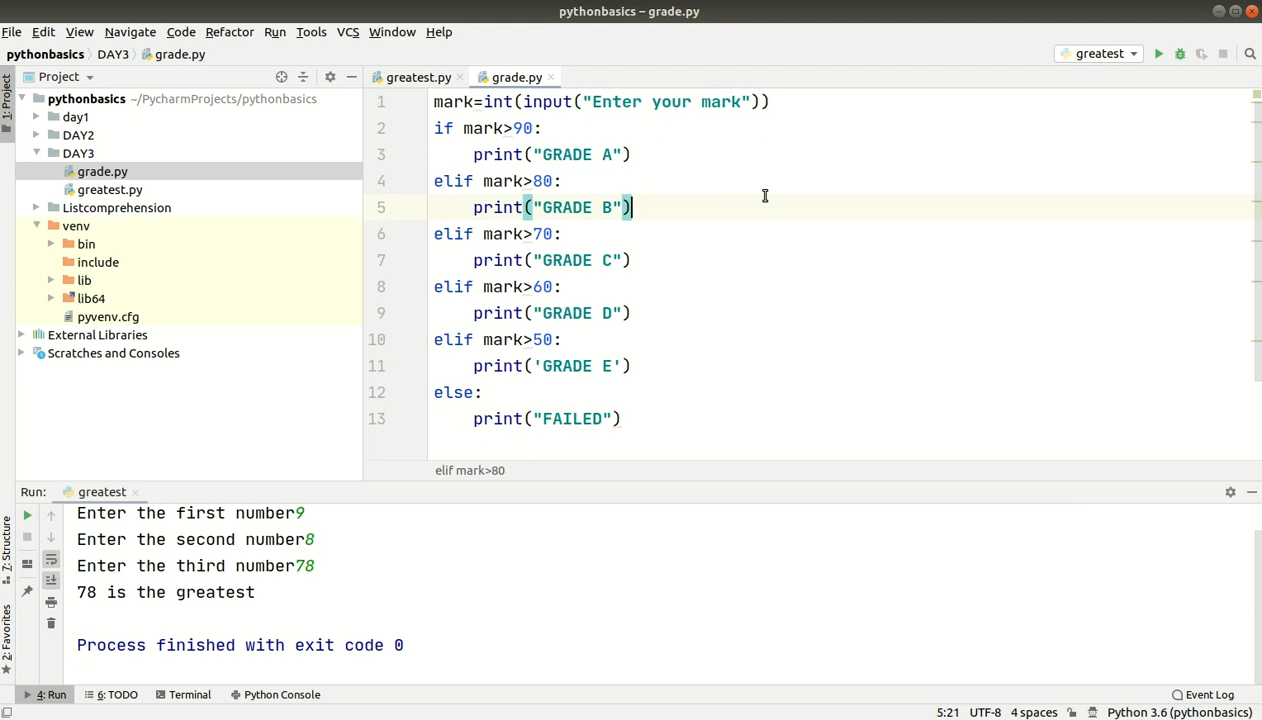 pythonbasics – grade.py
File Edit View Navigate Code Refactor Run Tools VCS Window Help
pythonbasics DAY3 grade.py
greatest
1: Project
Project
greatest.py
grade.py
pythonbasics ~/PycharmProjects/pythonbasics
day1
DAY2
DAY3
grade.py
greatest.py
Listcomprehension
venv
bin
include
lib
lib64
pyvenv.cfg
External Libraries
Scratches and Consoles
1 mark=int(input("Enter your mark"))
2 if mark>90:
3 print("GRADE A")
4 elif mark>80:
5 print("GRADE B")
6 elif mark>70:
7 print("GRADE C")
8 elif mark>60:
9 print("GRADE D")
10 elif mark>50:
11 print('GRADE E')
12 else:
13 print("FAILED")
elif mark>80
Run: greatest
Enter the first number9
Enter the second number8
Enter the third number78
78 is the greatest
Process finished with exit code 0
7: Structure
2: Favorites
4: Run 6: TODO Terminal Python Console Event Log
5:21 UTF-8 4 spaces Python 3.6 (pythonbasics)